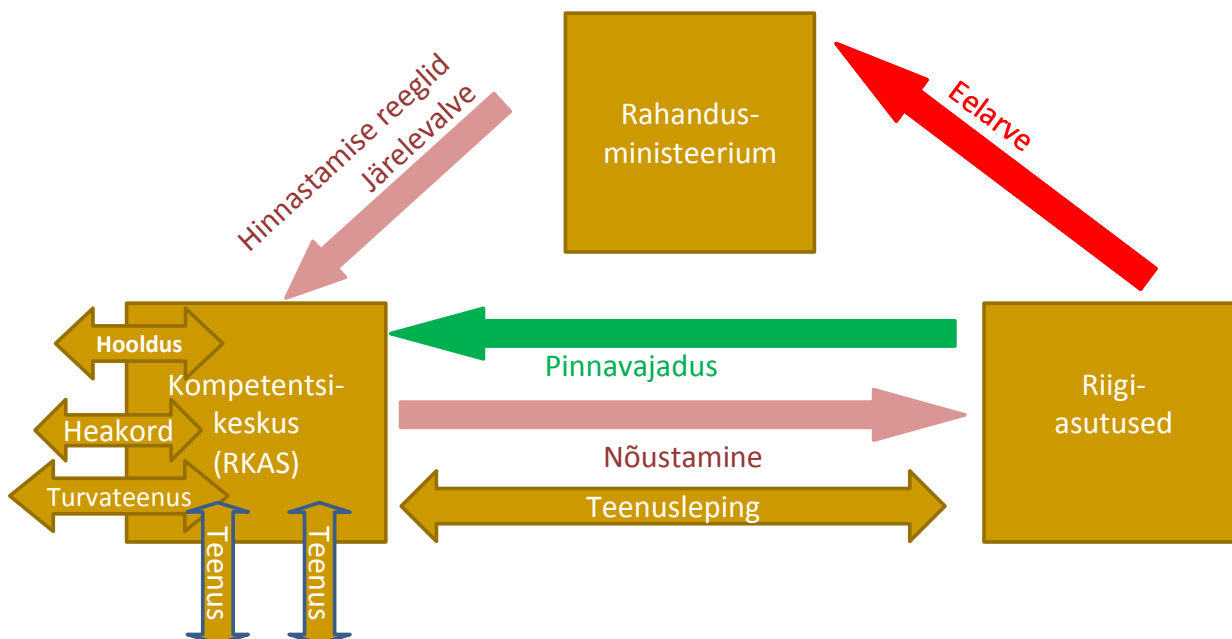 Hinnastamise reeglid
Järelevalve
Rahandus-
ministeerium
Eelarve
Hooldus
Kompetentsi-
keskus
(RKAS)
Heakord
Turvateenus
Teenus
Teenus
Pinnavajadus
Nõustamine
Teenusleping
Riigi-
asutused